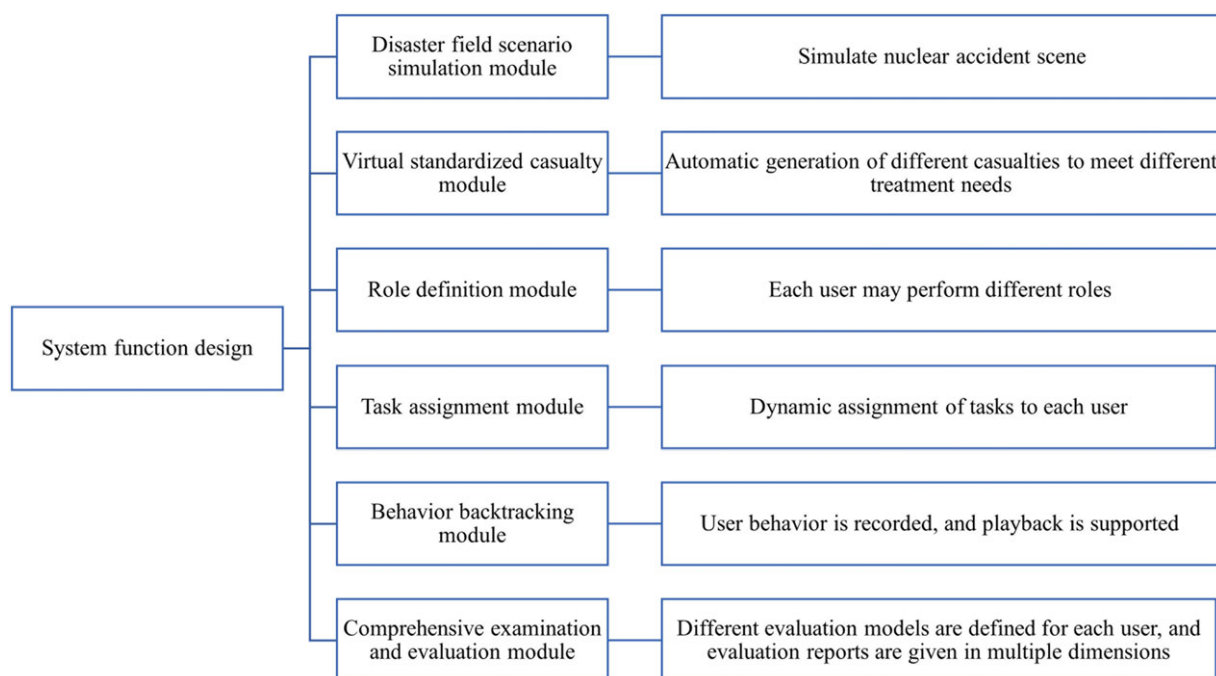 Disaster field scenario
simulation module
Simulate nuclear accident scene
Virtual standardized casualty
module
Automatic generation of different casualties to meet different
treatment needs
Role definition module
Each user may perform different roles
System function design
Task assignment module
Dynamic assignment of tasks to each user
Behavior backtracking
module
User behavior is recorded, and playback is supported
Comprehensive examination
and evaluation module
Different evaluation models are defined for each user, and
evaluation reports are given in multiple dimensions